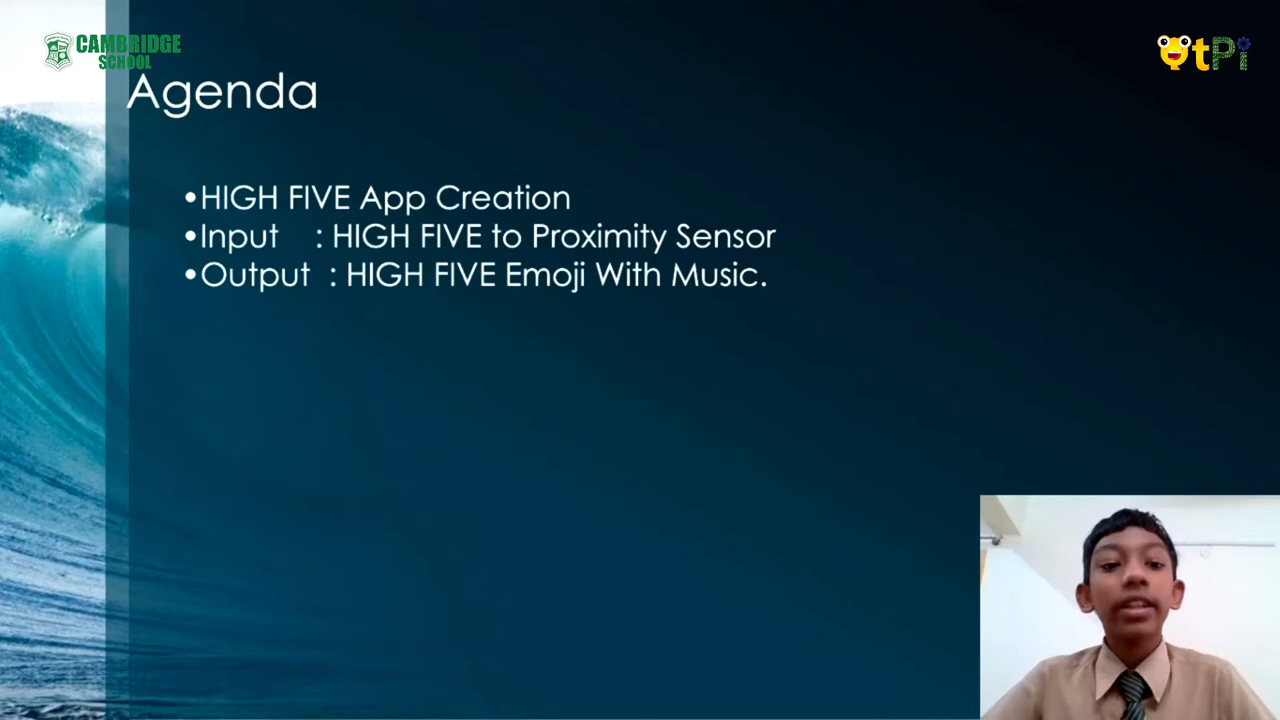 CAMBRIDGE
SCHOOL
QtPi
Agenda
•HIGH FIVE App Creation
•Input : HIGH FIVE to Proximity Sensor
•Output : HIGH FIVE Emoji With Music.